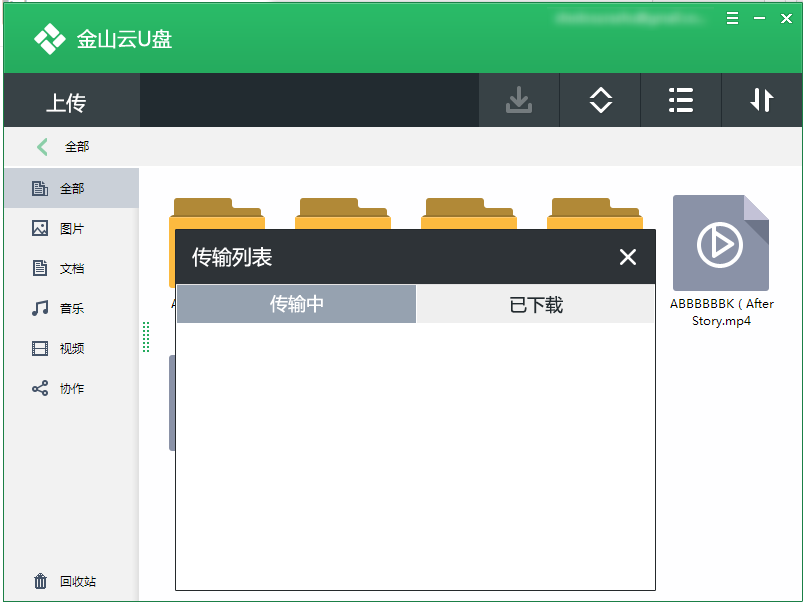 金山云U盘
上传
全部
全部
图片
文档
音乐
视频
协作
回收站
传输列表
传输中
已下载
ABBBBBBK ( After
Story.mp4